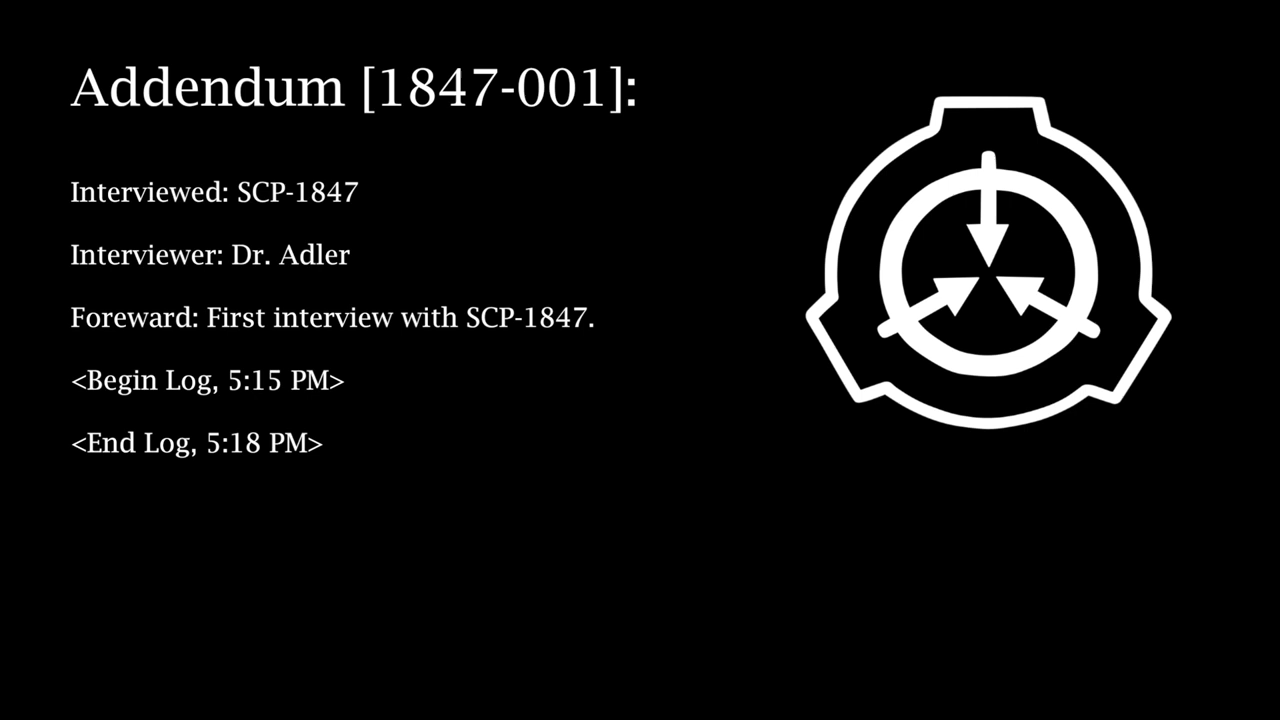 Addendum [1847-001]:
Interviewed: SCP-1847
Interviewer: Dr. Adler
Foreward: First interview with SCP-1847.
<Begin Log, 5:15 PM>
<End Log, 5:18 PM>